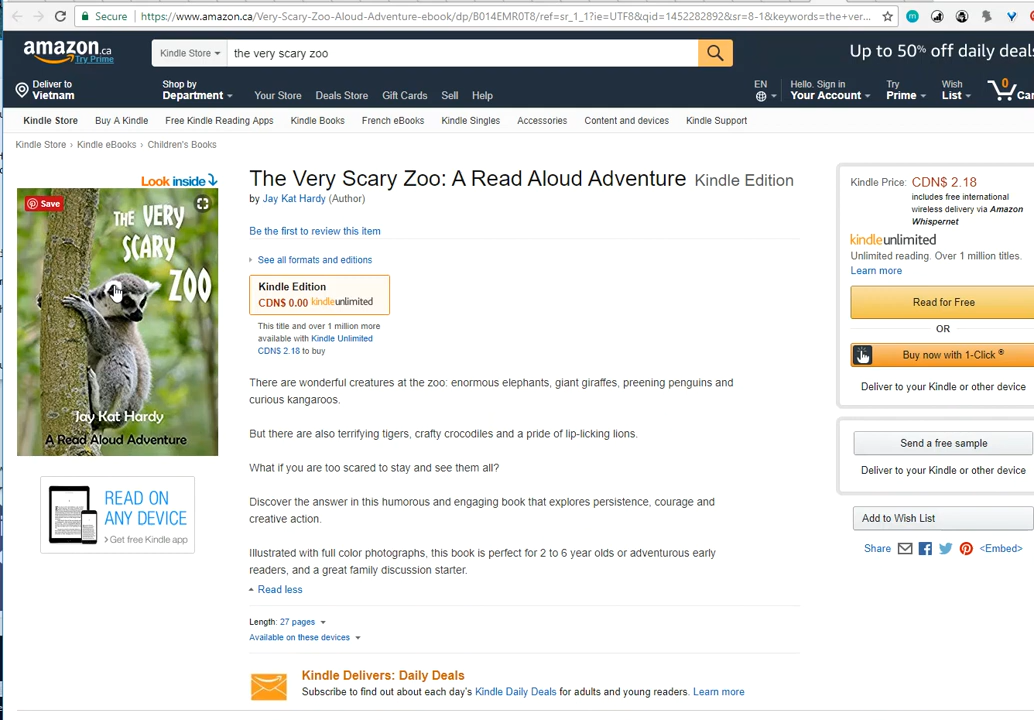 Secure
https://www.amazon.ca/Very-Scary-Zoo-Aloud-Adventure-ebook/dp/B014EMR0T8/ref=sr_1_1?ie=UTF8&qid=1452282892&sr=8-1&keywords=the+ver...
amazon.ca
Try Prime
Kindle Store
the very scary zoo
Up to 50% off daily deals
Deliver to
Vietnam
Shop by
Department
Your Store
Deals Store
Gift Cards
Sell
Help
EN
Hello. Sign in
Your Account
Try
Prime
Wish
List
0
Kindle Store
Buy A Kindle
Free Kindle Reading Apps
Kindle Books
French eBooks
Kindle Singles
Accessories
Content and devices
Kindle Support
Kindle Store › Kindle eBooks › Children's Books
Look inside
Save
THE VERY
SCARY
ZOO
Jay Kat Hardy
A Read Aloud Adventure
READ ON
ANY DEVICE
›Get free Kindle app
The Very Scary Zoo: A Read Aloud Adventure Kindle Edition
by Jay Kat Hardy (Author)
Be the first to review this item
See all formats and editions
Kindle Edition
CDN$ 0.00 kindleunlimited
This title and over 1 million more
available with Kindle Unlimited
CDN$ 2.18 to buy
There are wonderful creatures at the zoo: enormous elephants, giant giraffes, preening penguins and
curious kangaroos.
But there are also terrifying tigers, crafty crocodiles and a pride of lip-licking lions.
What if you are too scared to stay and see them all?
Discover the answer in this humorous and engaging book that explores persistence, courage and
creative action.
Illustrated with full color photographs, this book is perfect for 2 to 6 year olds or adventurous early
readers, and a great family discussion starter.
Read less
Length: 27 pages
Available on these devices
Kindle Delivers: Daily Deals
Subscribe to find out about each day's Kindle Daily Deals for adults and young readers. Learn more
Kindle Price: CDN$ 2.18
includes free international
wireless delivery via Amazon
Whispernet
kindleunlimited
Unlimited reading. Over 1 million titles.
Learn more
Read for Free
OR
Buy now with 1-Click ®
Deliver to your Kindle or other device
Send a free sample
Deliver to your Kindle or other device
Add to Wish List
Share
<Embed>